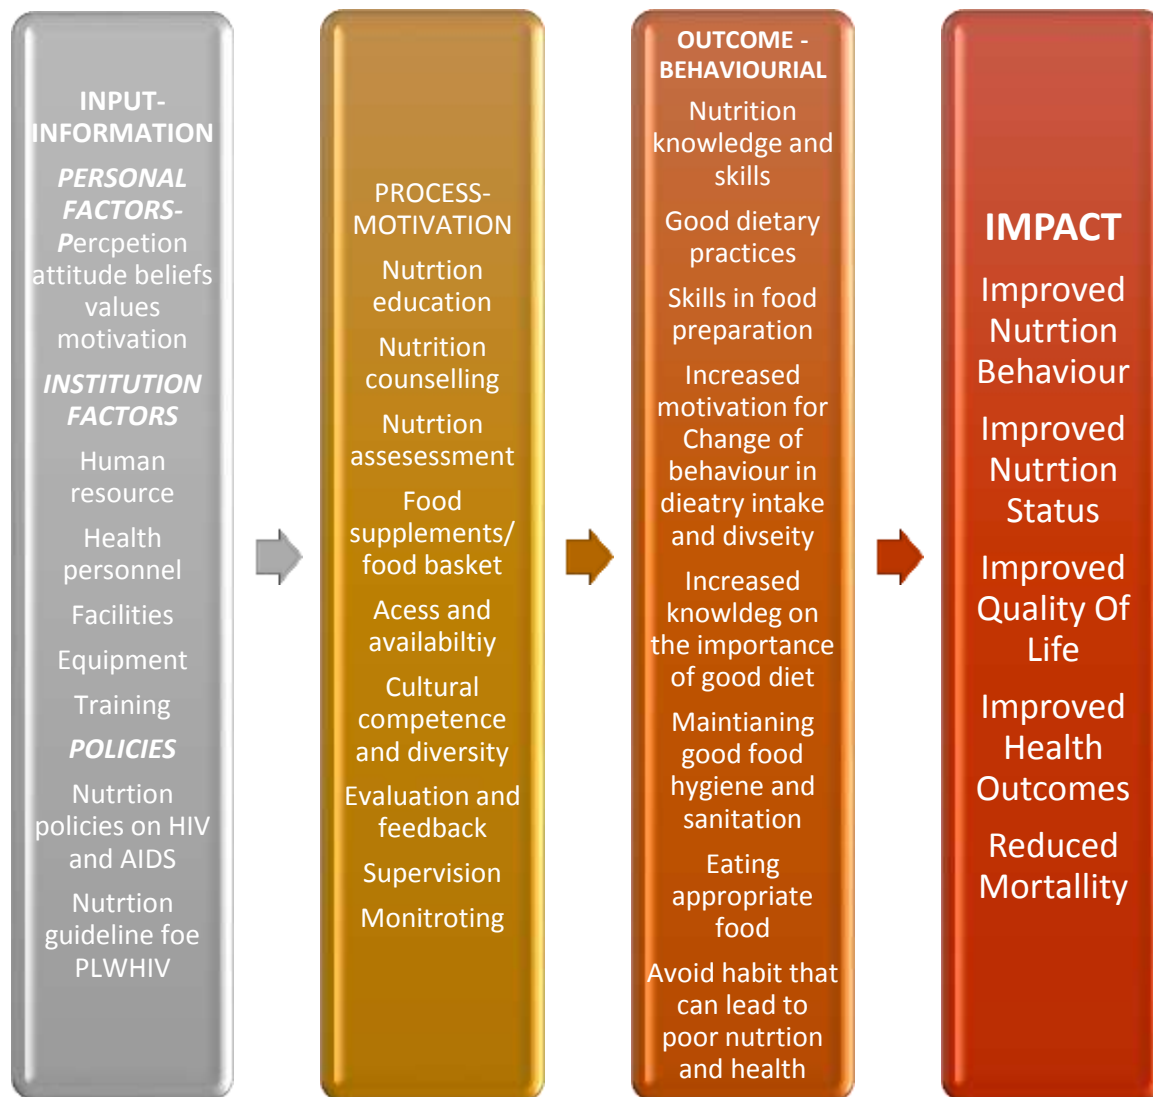 INPUT-
INFORMATION
PERSONAL
FACTORS-
Percpetion
attitude beliefs
values
motivation
INSTITUTION
FACTORS
Human
resource
Health
personnel
Facilities
Equipment
Training
POLICIES
Nutrtion
policies on HIV
and AIDS
Nutrtion
guideline foe
PLWHIV
PROCESS-
MOTIVATION
Nutrtion
education
Nutrition
counselling
Nutrtion
assesessment
Food
supplements/
food basket
Acess and
availabiltiy
Cultural
competence
and diversity
Evaluation and
feedback
Supervision
Monitroting
OUTCOME -
BEHAVIOURIAL
Nutrition
knowledge and
skills
Good dietary
practices
Skills in food
preparation
Increased
motivation for
Change of
behaviour in
dieatry intake
and divseity
Increased
knowldeg on
the importance
of good diet
Maintianing
good food
hygiene and
sanitation
Eating
appropriate
food
Avoid habit that
can lead to
poor nutrtion
and health
IMPACT
Improved
Nutrtion
Behaviour
Improved
Nutrtion
Status
Improved
Quality Of
Life
Improved
Health
Outcomes
Reduced
Mortallity